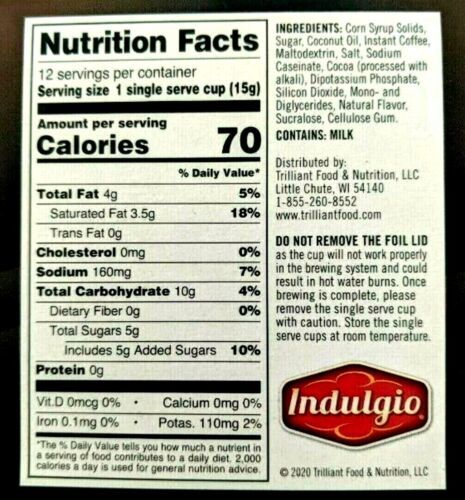 Nutrition Facts
12 servings per container
Serving size 1 single serve cup (15g)
Amount per serving
Calories 70
% Daily Value*
Total Fat 4g 5%
Saturated Fat 3.5g 18%
Trans Fat 0g
Cholesterol 0mg 0%
Sodium 160mg 7%
Total Carbohydrate 10g 4%
Dietary Fiber 0g 0%
Total Sugars 5g
Includes 5g Added Sugars 10%
Protein 0g
Vit.D 0mcg 0% • Calcium 0mg 0%
Iron 0.1mg 0% • Potas. 110mg 2%
*The % Daily Value tells you how much a nutrient in
a serving of food contributes to a daily diet. 2,000
calories a day is used for general nutrition advice.
INGREDIENTS: Corn Syrup Solids,
Sugar, Coconut Oil, Instant Coffee,
Maltodextrin, Salt, Sodium
Caseinate, Cocoa (processed with
alkali), Dipotassium Phosphate,
Silicon Dioxide, Mono- and
Diglycerides, Natural Flavor,
Sucralose, Cellulose Gum.
CONTAINS: MILK
Distributed by:
Trilliant Food & Nutrition, LLC
Little Chute, WI 54140
1-855-260-8552
www.trilliantfood.com
DO NOT REMOVE THE FOIL LID
as the cup will not work properly
in the brewing system and could
result in hot water burns. Once
brewing is complete, please
remove the single serve cup
with caution. Store the single
serve cups at room temperature.
Indulgio®
© 2020 Trilliant Food & Nutrition, LLC